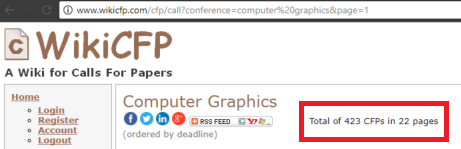 www.wikicfp.com/cfp/call?conference=computer%20graphics&page=1
WikiCFP
A Wiki for Calls For Papers
Home
Login
Register
Account
Logout
Computer Graphics
RSS FEED
(ordered by deadline)
Total of 423 CFPs in 22 pages